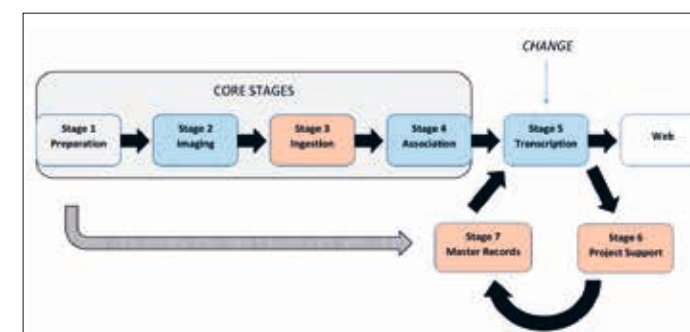 CHANGE
CORE STAGES
Stage 1
Preparation
Stage 2
Imaging
Stage 3
Ingestion
Stage 4
Association
Stage 5
Transcription
Web
Stage 7
Master Records
Stage 6
Project Support